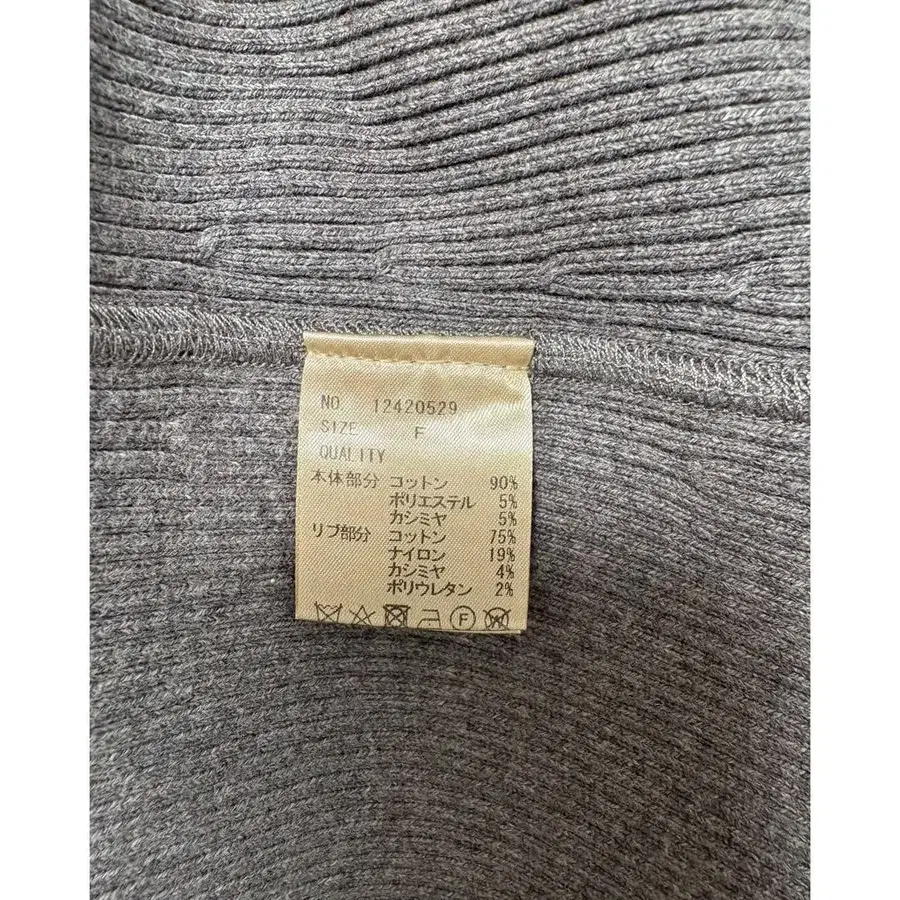 NO. 12420529
SIZE F
QUALITY
本体部分 コットン 90%
ポリエステル 5%
カシミヤ 5%
リブ部分 コットン 75%
ナイロン 19%
カシミヤ 4%
ポリウレタン 2%
F W